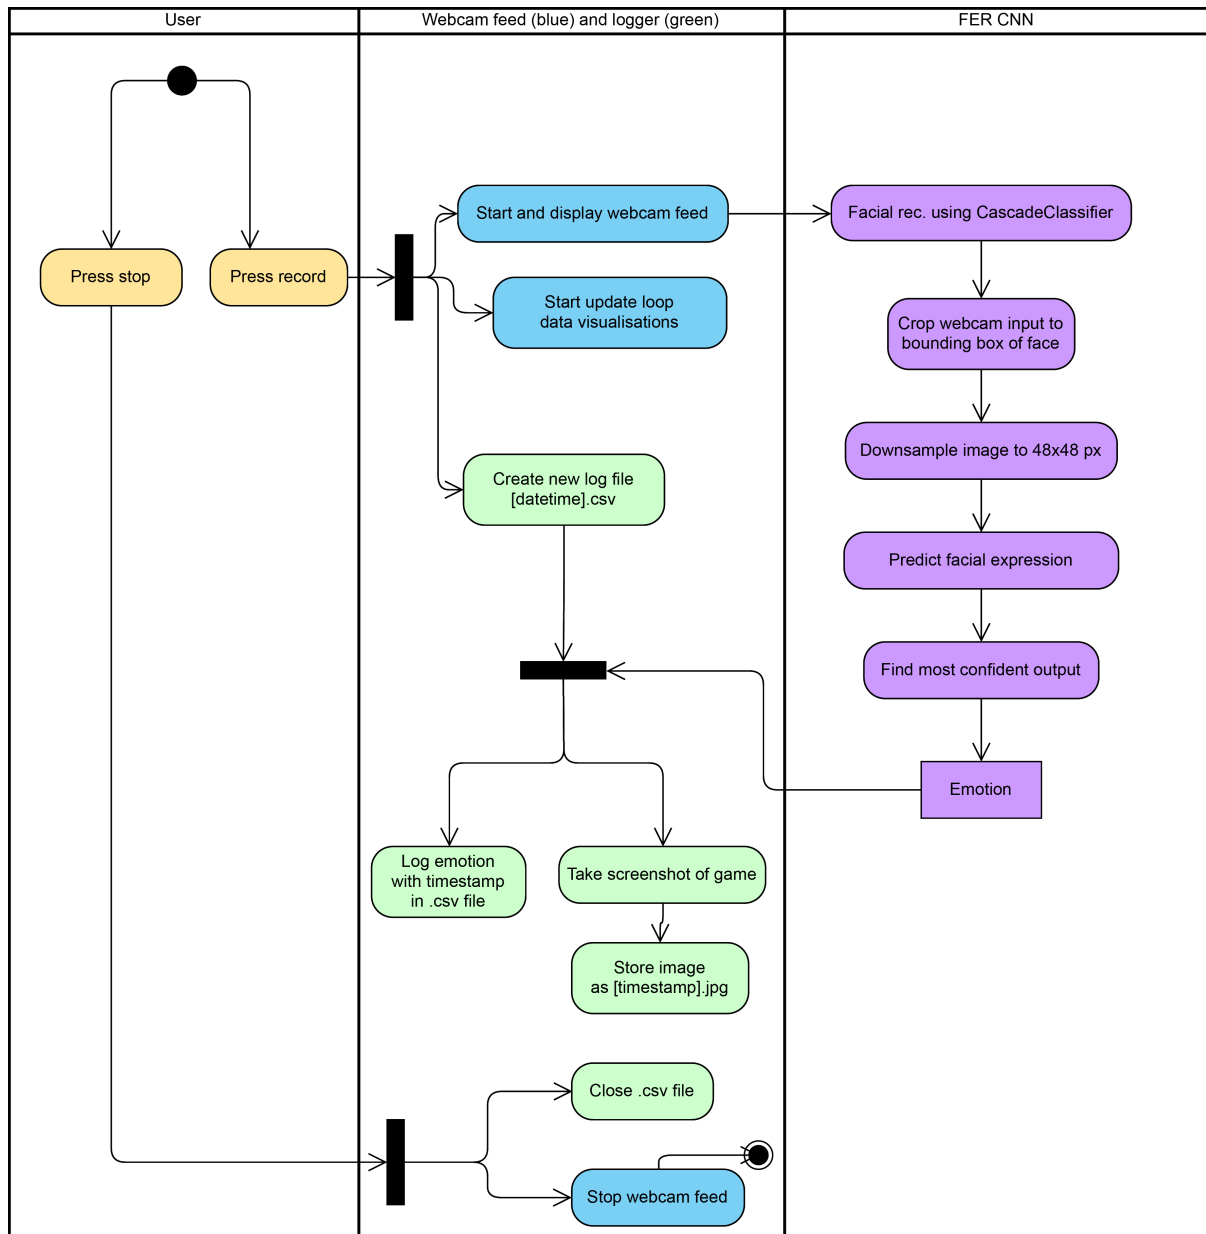 User
Webcam feed (blue) and logger (green)
FER CNN
Start and display webcam feed
Facial rec. using CascadeClassifier
Press stop
Press record
Start update loop
data visualisations
Crop webcam input to
bounding box of face
Downsample image to 48x48 px
Create new log file
[datetime].csv
Predict facial expression
Find most confident output
Emotion
Log emotion
with timestamp
in .csv file
Take screenshot of game
Store image
as [timestamp].jpg
Close .csv file
Stop webcam feed